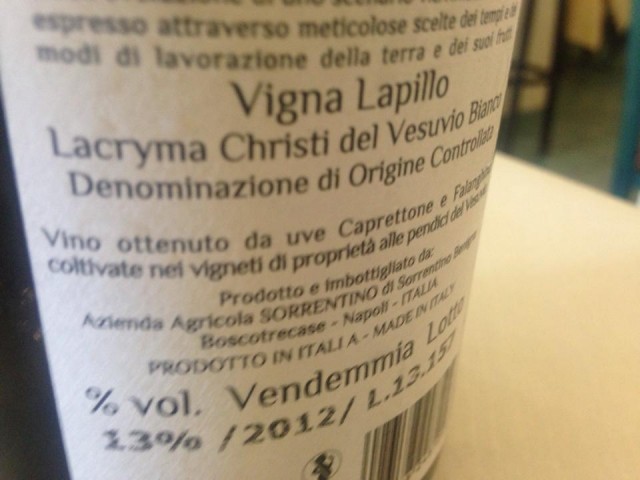 espresso attraverso meticolose scelte dei tempi e dei
modi di lavorazione della terra e dei suoi frutti
Vigna Lapillo
Lacryma Christi del Vesuvio Bianco
Denominazione di Origine Controllata
Vino ottenuto da uve Caprettone e Falanghina
coltivate nei vigneti di proprietà alle pendici del Vesuvio
Prodotto e imbottigliato da:
Azienda Agricola SORRENTINO di Sorrentino
Boscotrecase - Napoli - ITALIA
PRODOTTO IN ITALIA - MADE IN ITALY
% vol. Vendemmia Lotto
13% /2012/ L.13.157